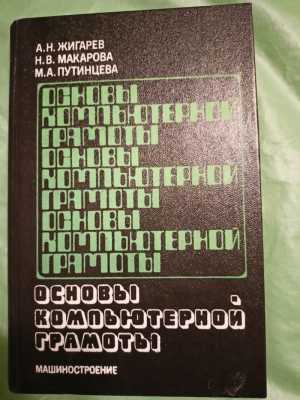 А.Н. ЖИГАРЕВ
Н.В. МАКАРОВА
М.А. ПУТИНЦЕВА
ОСНОВЫ
КОМПЬЮТЕРНОЙ
ГРАМОТЫ
ОСНОВЫ
КОМПЬЮТЕРНОЙ
ГРАМОТЫ
ОСНОВЫ
КОМПЬЮТЕРНОЙ
ГРАМОТЫ
ОСНОВЫ
КОМПЬЮТЕРНОЙ
ГРАМОТЫ
МАШИНОСТРОЕНИЕ